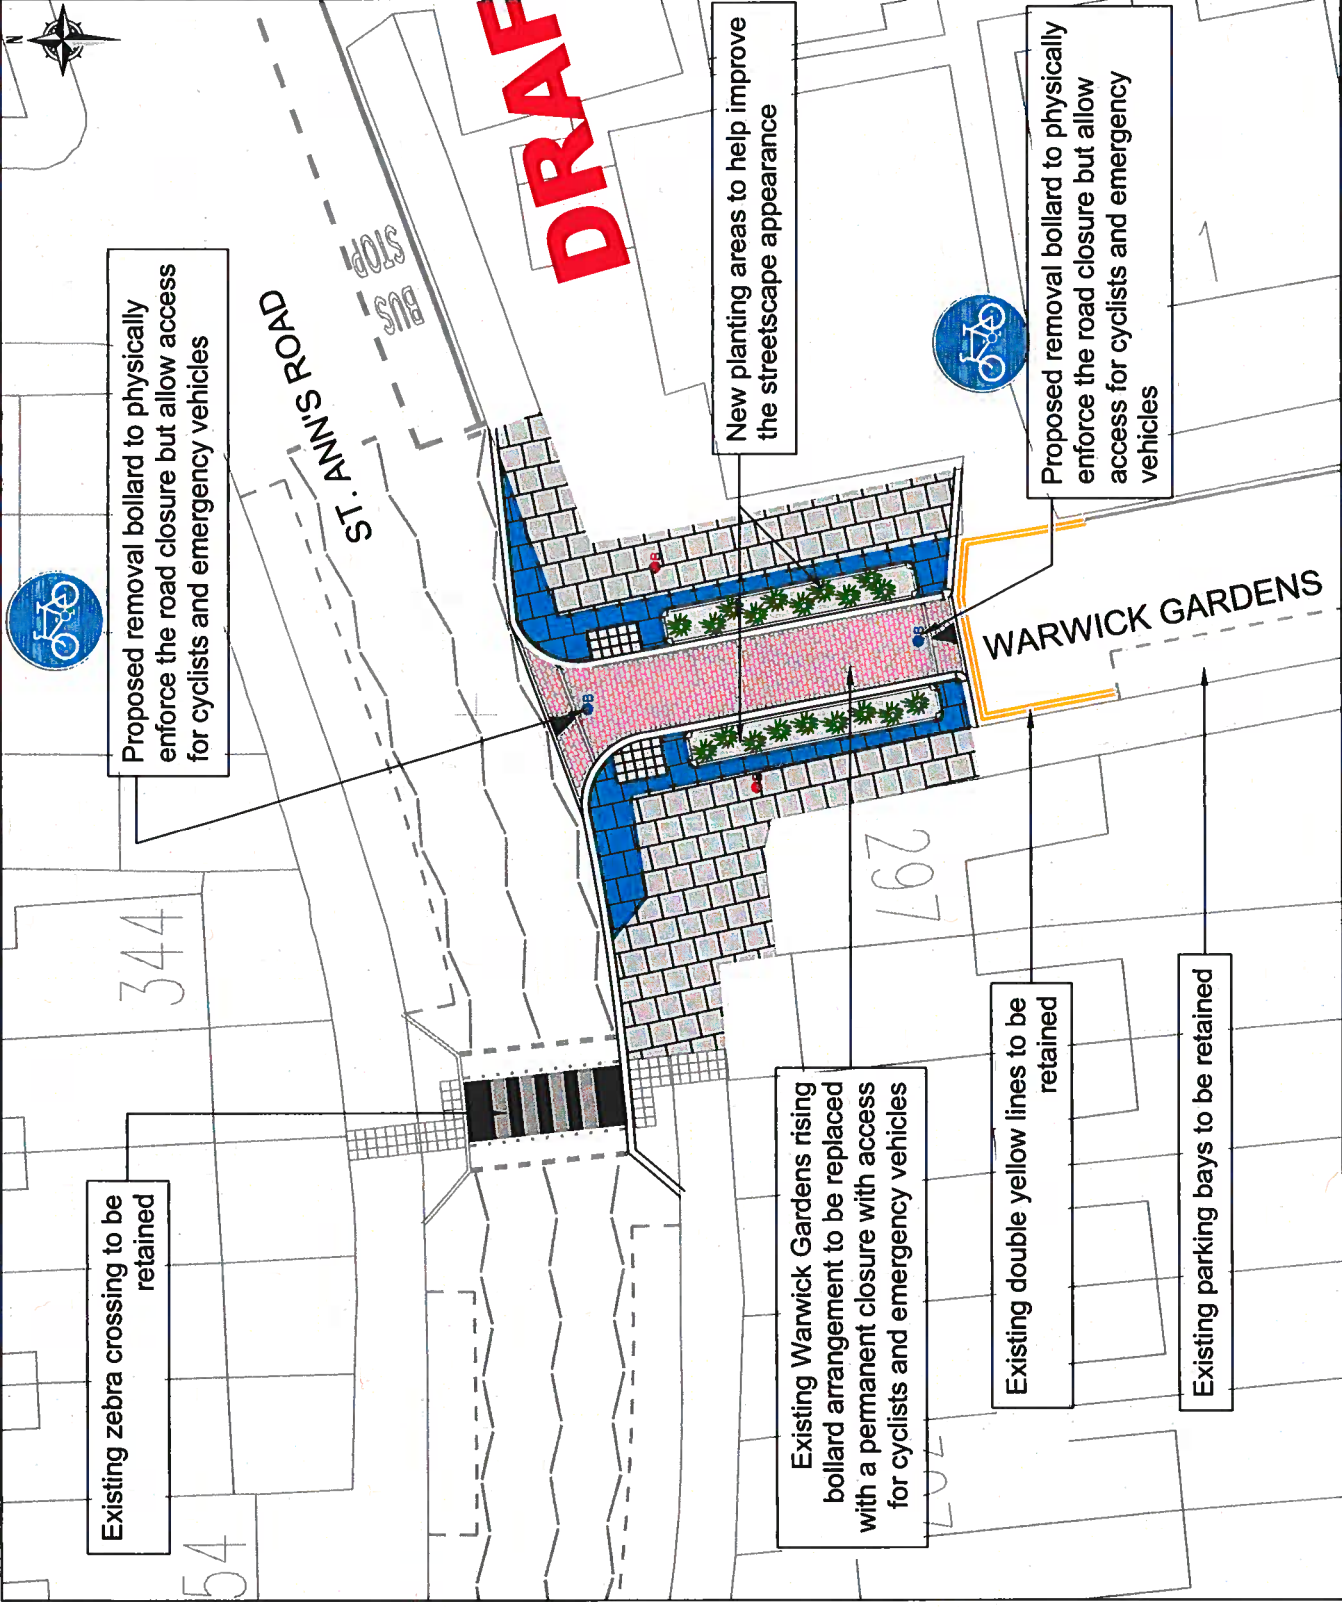 N
DRAF
Proposed removal bollard to physically
enforce the road closure but allow access
for cyclists and emergency vehicles
ST. ANN'S ROAD
BUS
STOP
New planting areas to help improve
the streetscape appearance
Proposed removal bollard to physically
enforce the road closure but allow
access for cyclists and emergency
vehicles
1
B
B
B
WARWICK GARDENS
344
297
54
Existing zebra crossing to be
retained
Existing Warwick Gardens rising
bollard arrangement to be replaced
with a permanent closure with access
for cyclists and emergency vehicles
Existing double yellow lines to be
retained
Existing parking bays to be retained